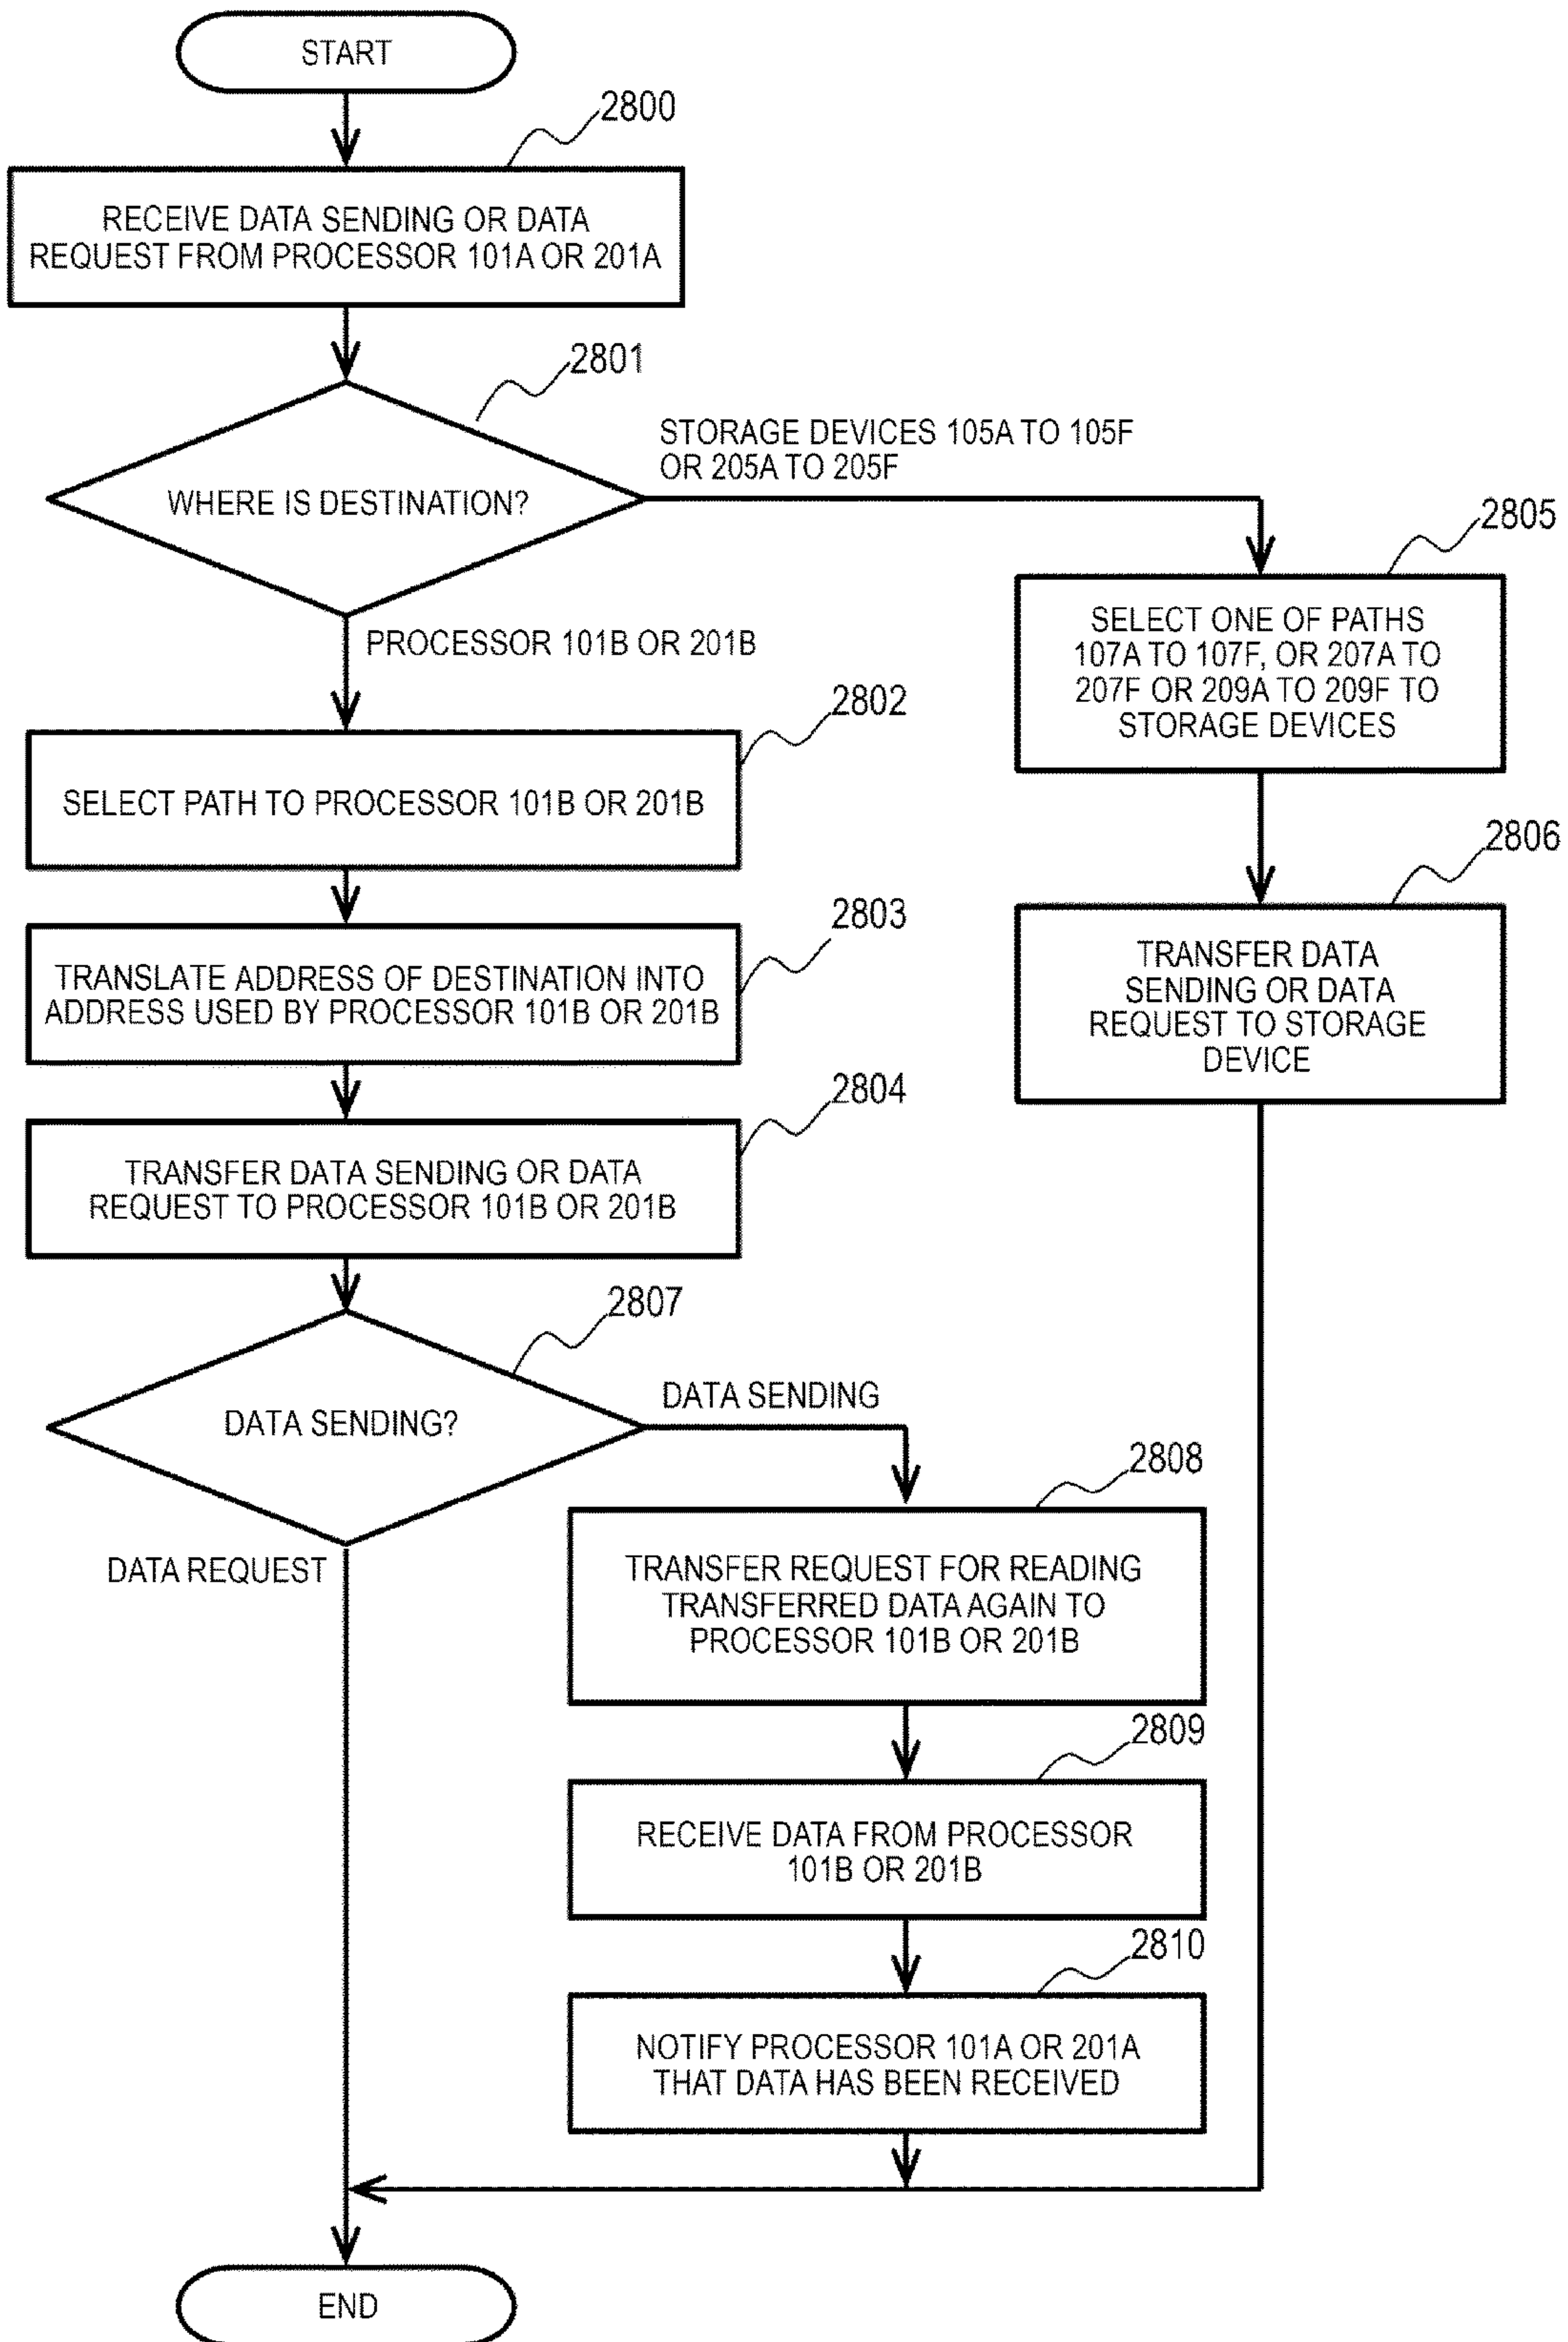 START
2800
RECEIVE DATA SENDING OR DATA
REQUEST FROM PROCESSOR 101A OR 201A
2801
WHERE IS DESTINATION?
STORAGE DEVICES 105A TO 105F
OR 205A TO 205F
PROCESSOR 101B OR 201B
2805
SELECT ONE OF PATHS
107A TO 107F, OR 207A TO
207F OR 209A TO 209F TO
STORAGE DEVICES
2802
SELECT PATH TO PROCESSOR 101B OR 201B
2806
TRANSFER DATA
SENDING OR DATA
REQUEST TO STORAGE
DEVICE
2803
TRANSLATE ADDRESS OF DESTINATION INTO
ADDRESS USED BY PROCESSOR 101B OR 201B
2804
TRANSFER DATA SENDING OR DATA
REQUEST TO PROCESSOR 101B OR 201B
2807
DATA SENDING?
DATA SENDING
DATA REQUEST
2808
TRANSFER REQUEST FOR READING
TRANSFERRED DATA AGAIN TO
PROCESSOR 101B OR 201B
2809
RECEIVE DATA FROM PROCESSOR
101B OR 201B
2810
NOTIFY PROCESSOR 101A OR 201A
THAT DATA HAS BEEN RECEIVED
END